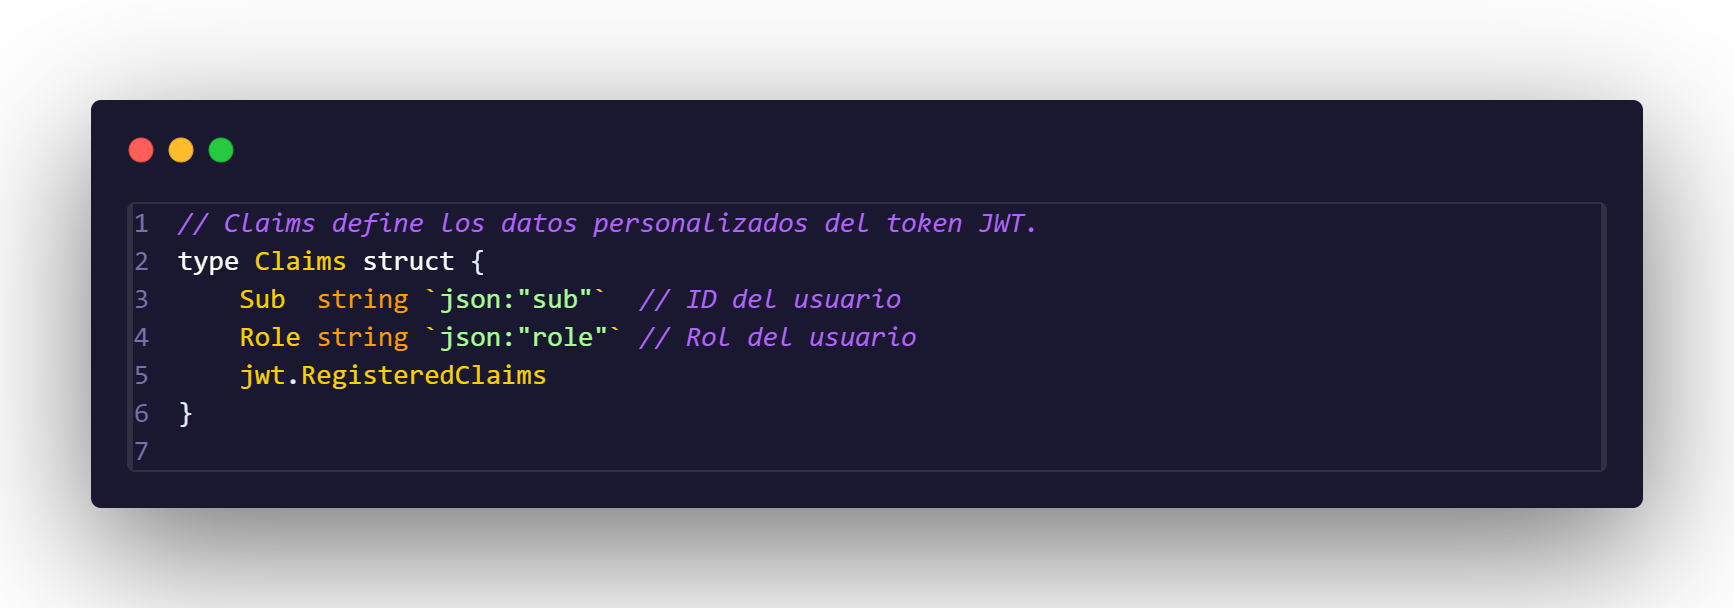 1 // Claims define los datos personalizados del token JWT.
2 type Claims struct {
3     Sub  string `json:"sub"`  // ID del usuario
4     Role string `json:"role"` // Rol del usuario
5     jwt.RegisteredClaims
6 }
7